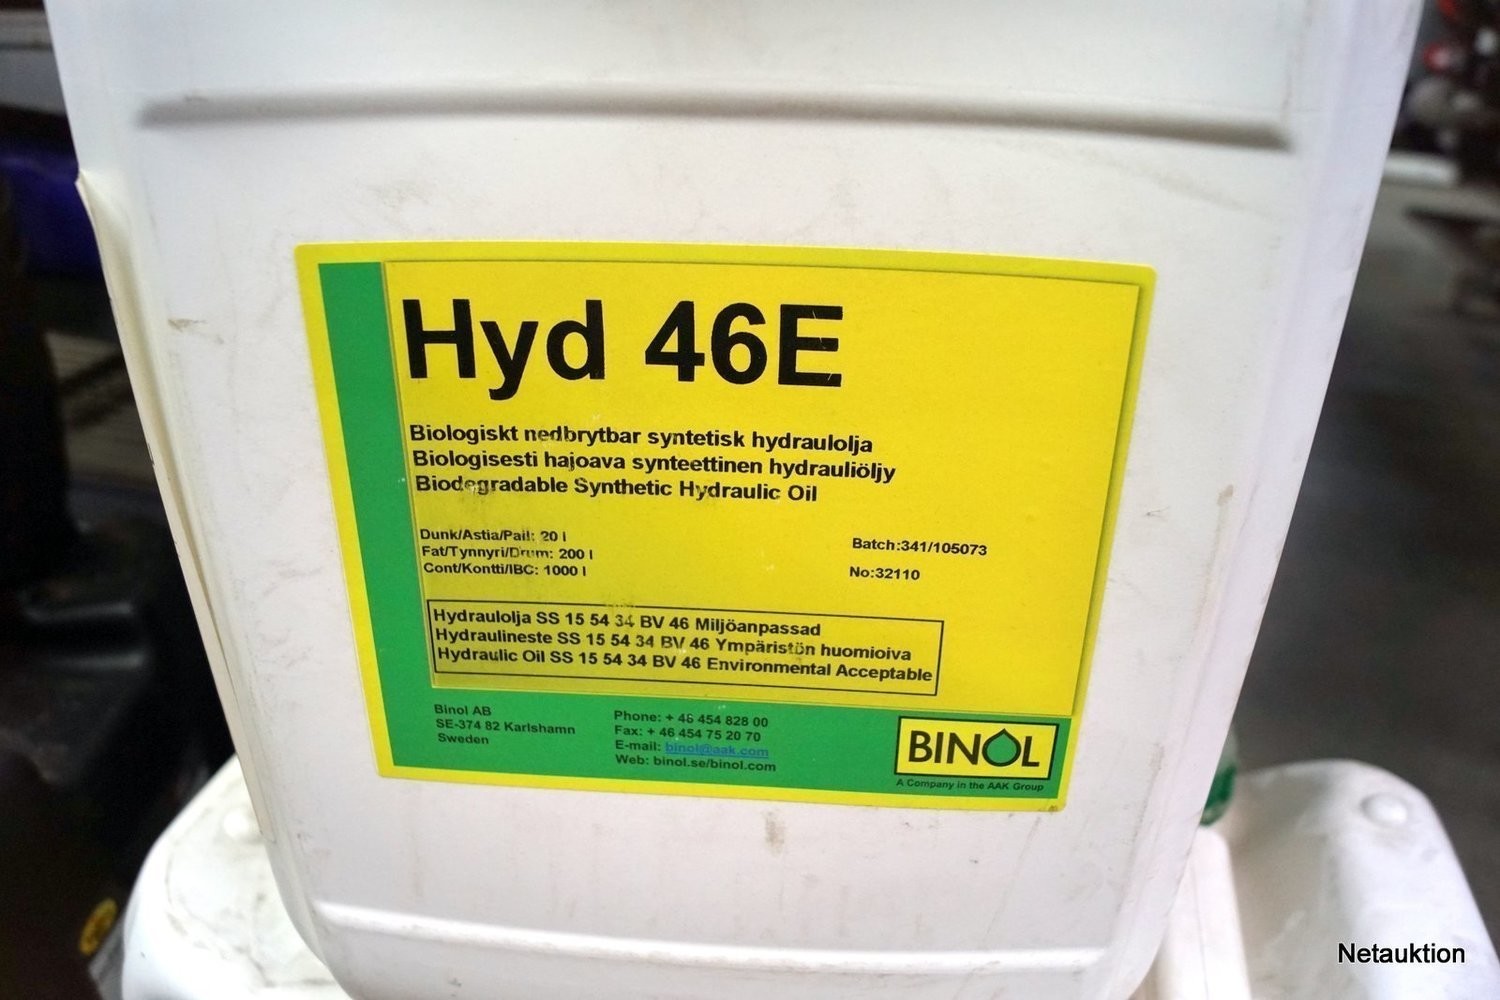 Hyd 46E
Biologiskt nedbrytbar syntetisk hydraulolja
Biologisesti hajoava synteettinen hydrauliöljy
Biodegradable Synthetic Hydraulic Oil
Dunk/Astia/Pail: 20 l
Fat/Tynnyri/Drum: 200 l
Cont/Kontti/IBC: 1000 l
Batch:341/105073
No:32110
Hydraulolja SS 15 54 34 BV 46 Miljöanpassad
Hydraulineste SS 15 54 34 BV 46 Ympäristön huomioiva
Hydraulic Oil SS 15 54 34 BV 46 Environmental Acceptable
Binol AB
SE-374 82 Karlshamn
Sweden
Phone: + 46 454 828 00
Fax: + 46 454 75 20 70
E-mail: binol@aak.com
Web: binol.se/binol.com
BINOL
A Company in the AAK Group
Netauktion